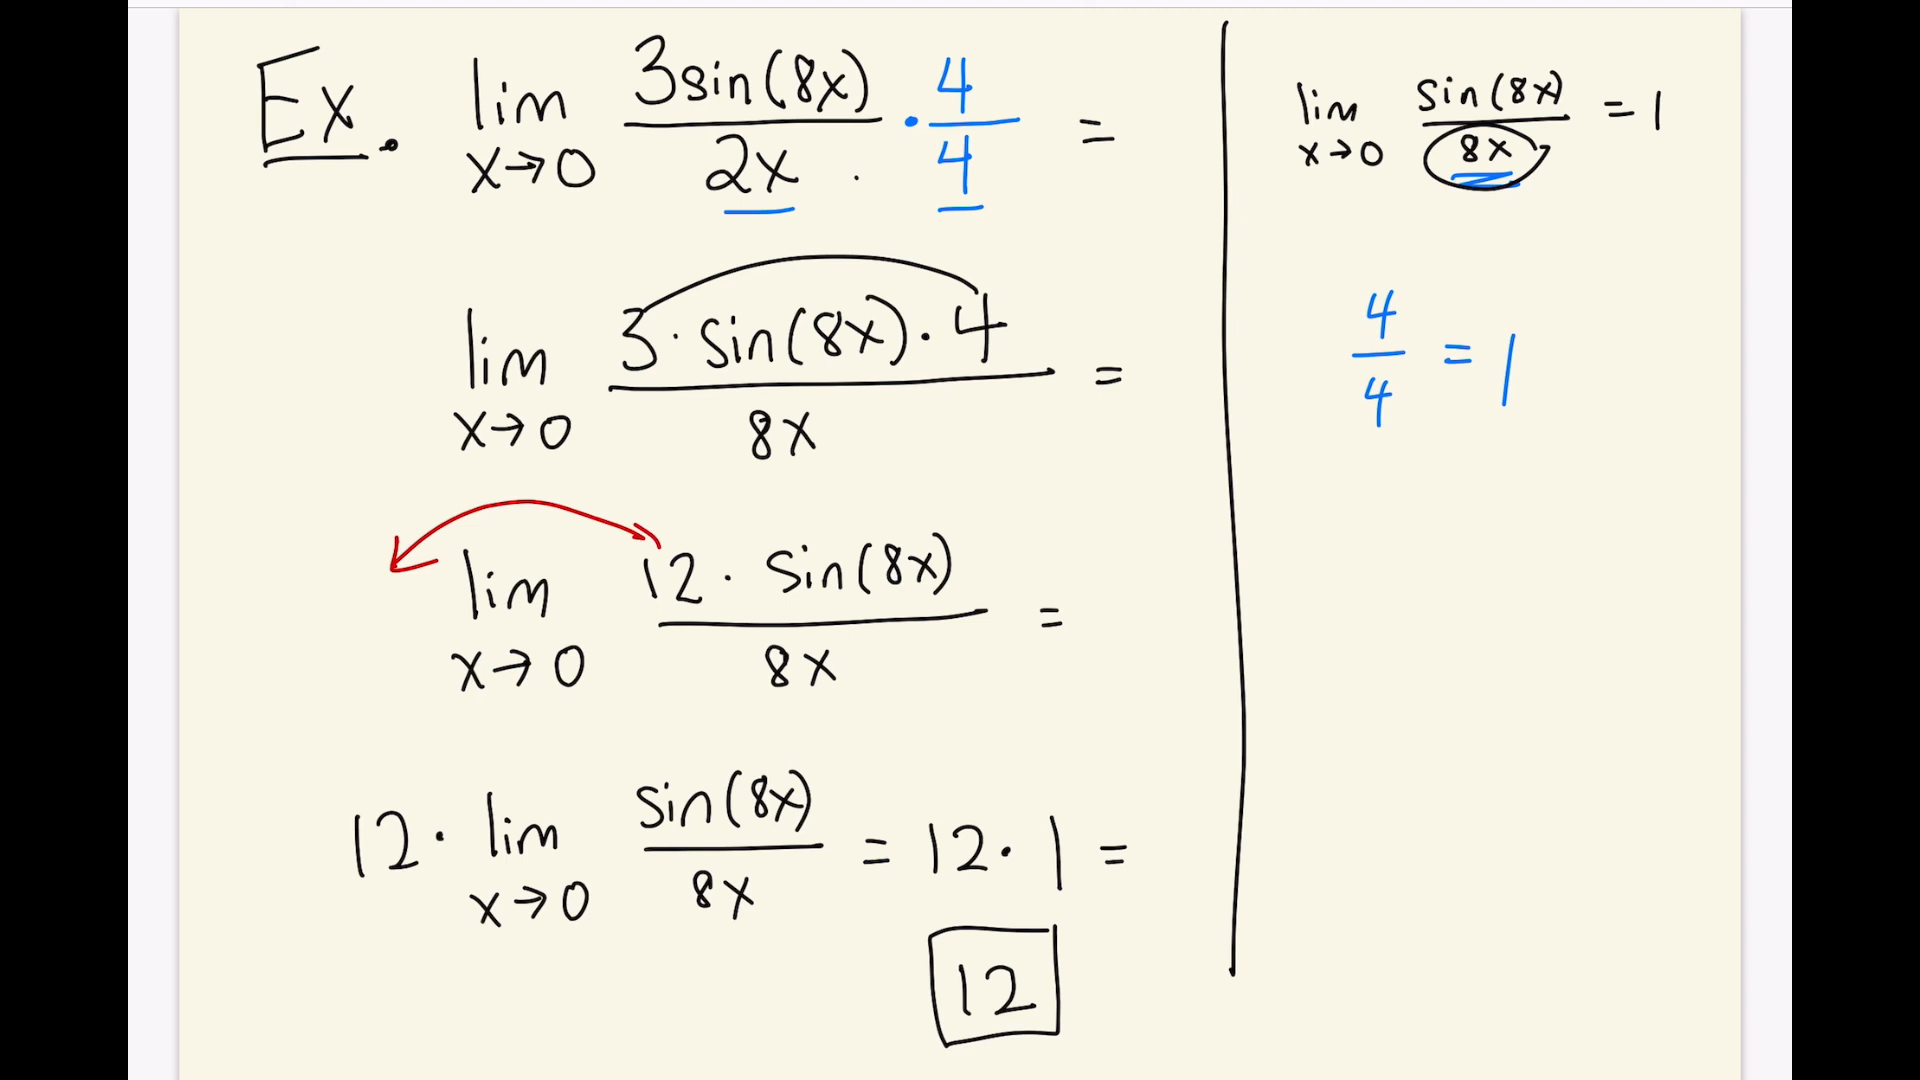 Ex. lim x→0 3sin(8x)/2x · 4/4 =
lim x→0 3·sin(8x)·4/8x =
lim x→0 12·sin(8x)/8x =
12·lim x→0 sin(8x)/8x = 12·1 =
12
lim x→0 sin(8x)/8x = 1
4/4 = 1